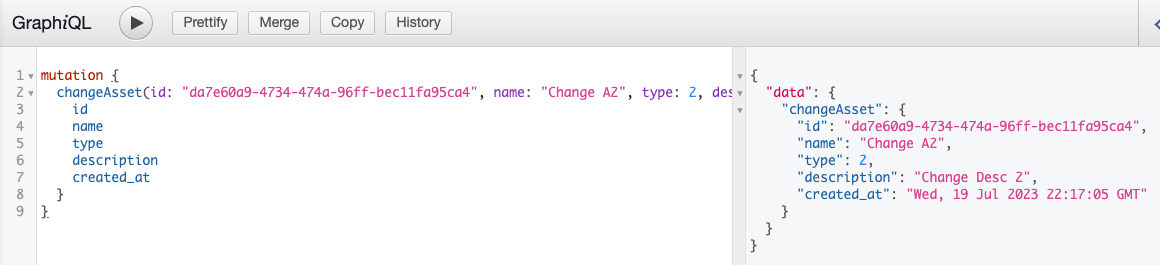 GraphiQL Prettify Merge Copy History
1 mutation {
2 changeAsset(id: "da7e60a9-4734-474a-96ff-bec11fa95ca4", name: "Change A2", type: 2, des
3 id
4 name
5 type
6 description
7 created_at
8 }
9 }
{
"data": {
"changeAsset": {
"id": "da7e60a9-4734-474a-96ff-bec11fa95ca4",
"name": "Change A2",
"type": 2,
"description": "Change Desc 2",
"created_at": "Wed, 19 Jul 2023 22:17:05 GMT"
}
}
}